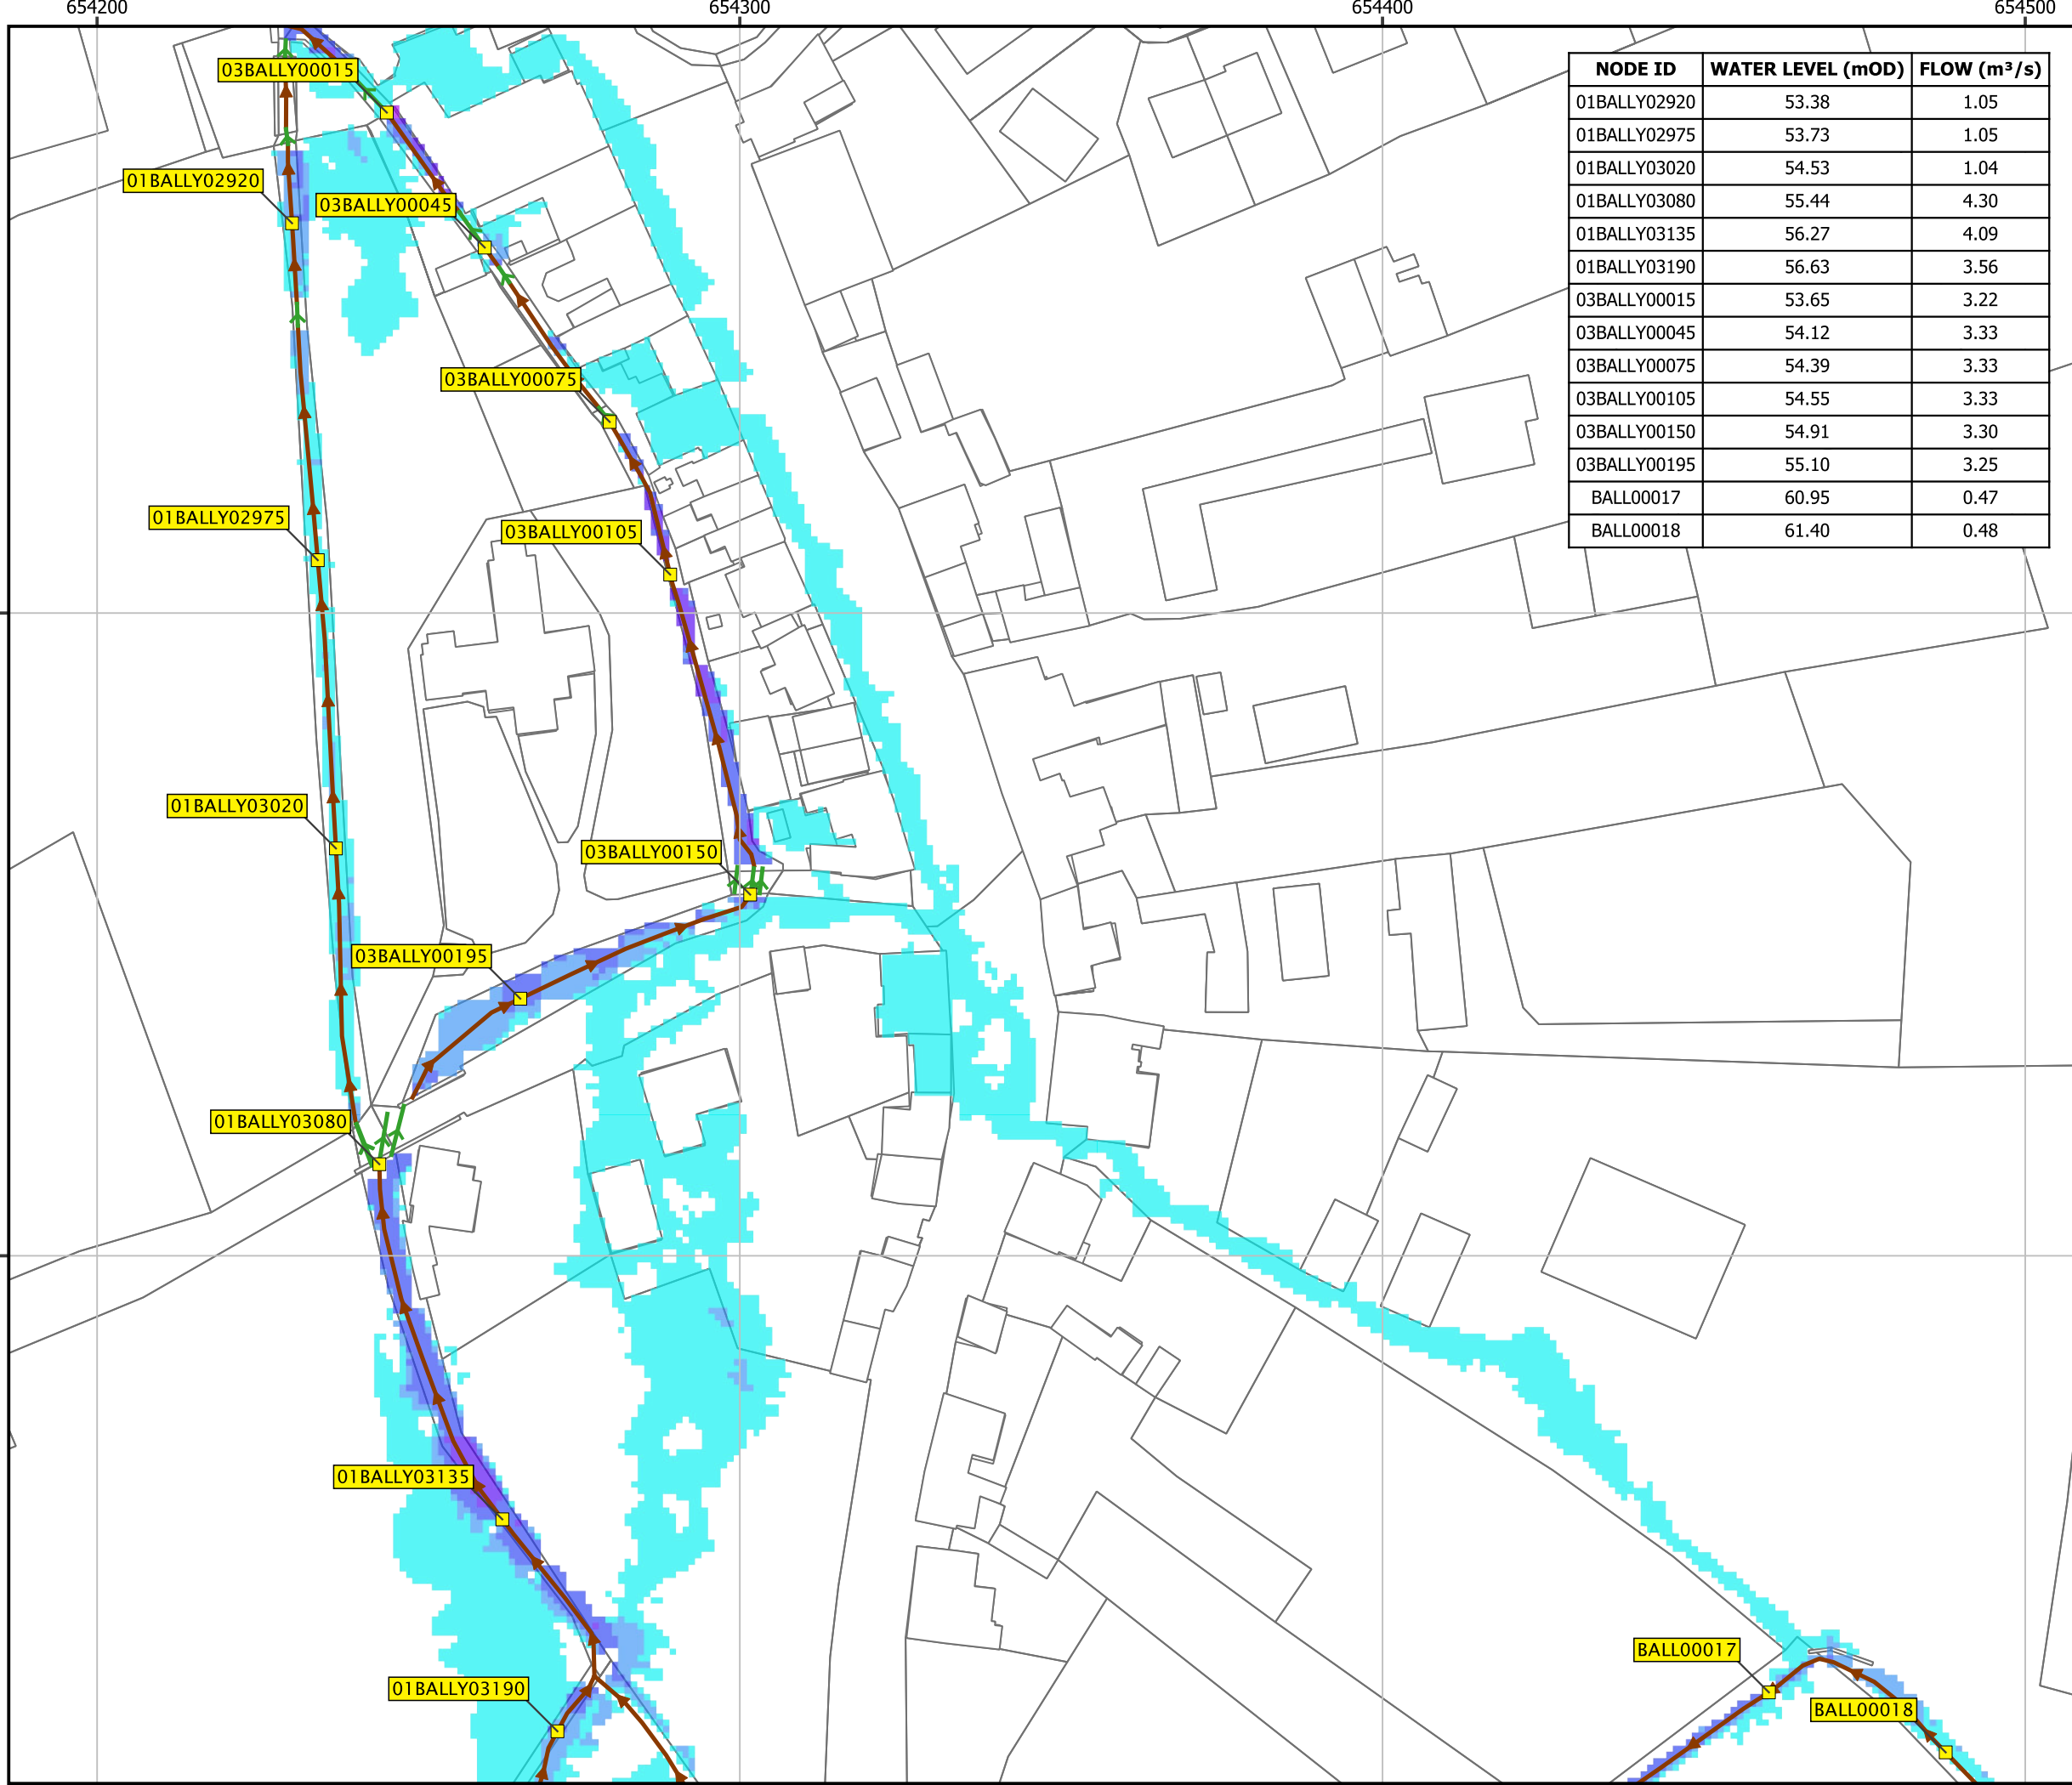 654200 654300 654400 654500
NODE ID WATER LEVEL (mOD) FLOW (m³/s)
01BALLY02920 53.38 1.05
01BALLY02975 53.73 1.05
01BALLY03020 54.53 1.04
01BALLY03080 55.44 4.30
01BALLY03135 56.27 4.09
01BALLY03190 56.63 3.56
03BALLY00015 53.65 3.22
03BALLY00045 54.12 3.33
03BALLY00075 54.39 3.33
03BALLY00105 54.55 3.33
03BALLY00150 54.91 3.30
03BALLY00195 55.10 3.25
BALL00017 60.95 0.47
BALL00018 61.40 0.48
03BALLY00015
01BALLY02920
03BALLY00045
03BALLY00075
01BALLY02975
03BALLY00105
01BALLY03020
03BALLY00150
03BALLY00195
01BALLY03080
01BALLY03135
BALL00017
01BALLY03190
BALL00018